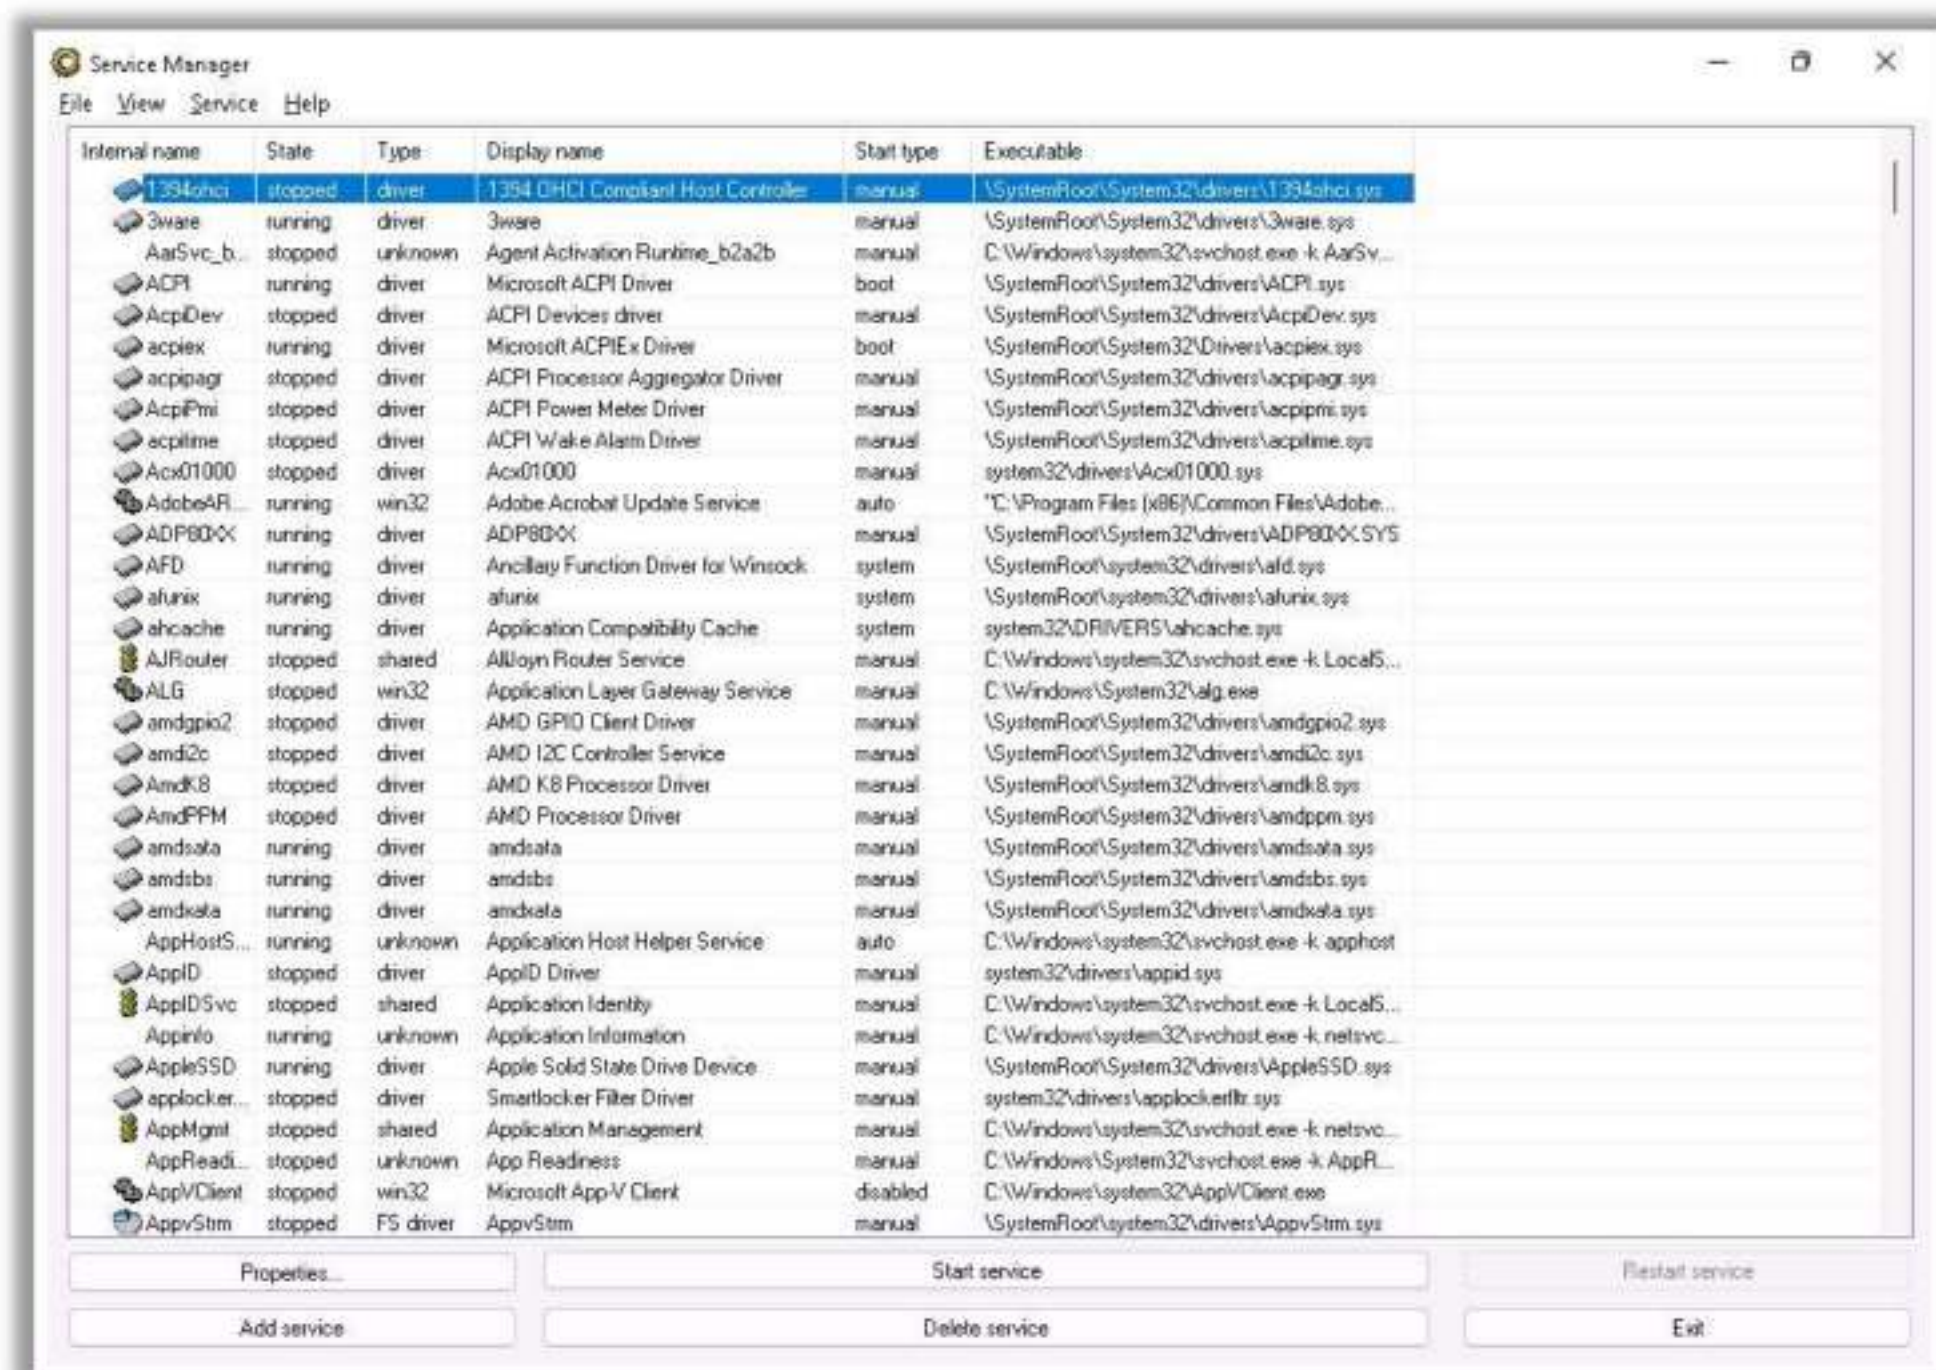 Service Manager
File View Service Help
Internal name State Type Display name Start type Executable
1394ohci stopped driver 1394 OHCI Compliant Host Controller manual \SystemRoot\System32\drivers\1394ohci.sys
3ware running driver 3ware manual \SystemRoot\System32\drivers\3ware.sys
AarSvc_b... stopped unknown Agent Activation Runtime_b2a2b manual C:\Windows\system32\svchost.exe -k AarSv...
ACPI running driver Microsoft ACPI Driver boot \SystemRoot\System32\drivers\ACPI.sys
AcpiDev stopped driver ACPI Devices driver manual \SystemRoot\System32\drivers\AcpiDev.sys
acpiex running driver Microsoft ACPIEx Driver boot \SystemRoot\System32\Drivers\acpiex.sys
acpipagr stopped driver ACPI Processor Aggregator Driver manual \SystemRoot\System32\drivers\acpipagr.sys
AcpiPmi stopped driver ACPI Power Meter Driver manual \SystemRoot\System32\drivers\acpipmi.sys
acpitime stopped driver ACPI Wake Alarm Driver manual \SystemRoot\System32\drivers\acpitime.sys
Acx01000 stopped driver Acx01000 manual system32\drivers\Acx01000.sys
AdobeAR... running win32 Adobe Acrobat Update Service auto "C:\Program Files (x86)\Common Files\Adobe...
ADP80XX running driver ADP80XX manual \SystemRoot\System32\drivers\ADP80XX.SYS
AFD running driver Ancillary Function Driver for Winsock system \SystemRoot\system32\drivers\afd.sys
afunix running driver afunix system \SystemRoot\system32\drivers\afunix.sys
ahcache running driver Application Compatibility Cache system system32\DRIVERS\ahcache.sys
AJRouter stopped shared AllJoyn Router Service manual C:\Windows\system32\svchost.exe -k LocalS...
ALG stopped win32 Application Layer Gateway Service manual C:\Windows\System32\alg.exe
amdgpio2 stopped driver AMD GPIO Client Driver manual \SystemRoot\System32\drivers\amdgpio2.sys
amdi2c stopped driver AMD I2C Controller Service manual \SystemRoot\System32\drivers\amdi2c.sys
AmdK8 stopped driver AMD K8 Processor Driver manual \SystemRoot\System32\drivers\amdk8.sys
AmdPPM stopped driver AMD Processor Driver manual \SystemRoot\System32\drivers\amdppm.sys
amdsata running driver amdsata manual \SystemRoot\System32\drivers\amdsata.sys
amdsbs running driver amdsbs manual \SystemRoot\System32\drivers\amdsbs.sys
amdxata running driver amdxata manual \SystemRoot\System32\drivers\amdxata.sys
AppHostS... running unknown Application Host Helper Service auto C:\Windows\system32\svchost.exe -k apphost
AppID stopped driver AppID Driver manual system32\drivers\appid.sys
AppIDSvc stopped shared Application Identity manual C:\Windows\system32\svchost.exe -k LocalS...
Appinfo running unknown Application Information manual C:\Windows\system32\svchost.exe -k netsvc...
AppleSSD running driver Apple Solid State Drive Device manual \SystemRoot\System32\drivers\AppleSSD.sys
applocker... stopped driver Smartlocker Filter Driver manual system32\drivers\applockerfltr.sys
AppMgmt stopped shared Application Management manual C:\Windows\system32\svchost.exe -k netsvc...
AppReadi... stopped unknown App Readiness manual C:\Windows\System32\svchost.exe -k AppR...
AppVClient stopped win32 Microsoft App-V Client disabled C:\Windows\system32\AppVClient.exe
AppvStrm stopped FS driver AppvStrm manual \SystemRoot\system32\drivers\AppvStrm.sys
Properties... Start service Restart service
Add service Delete service Exit